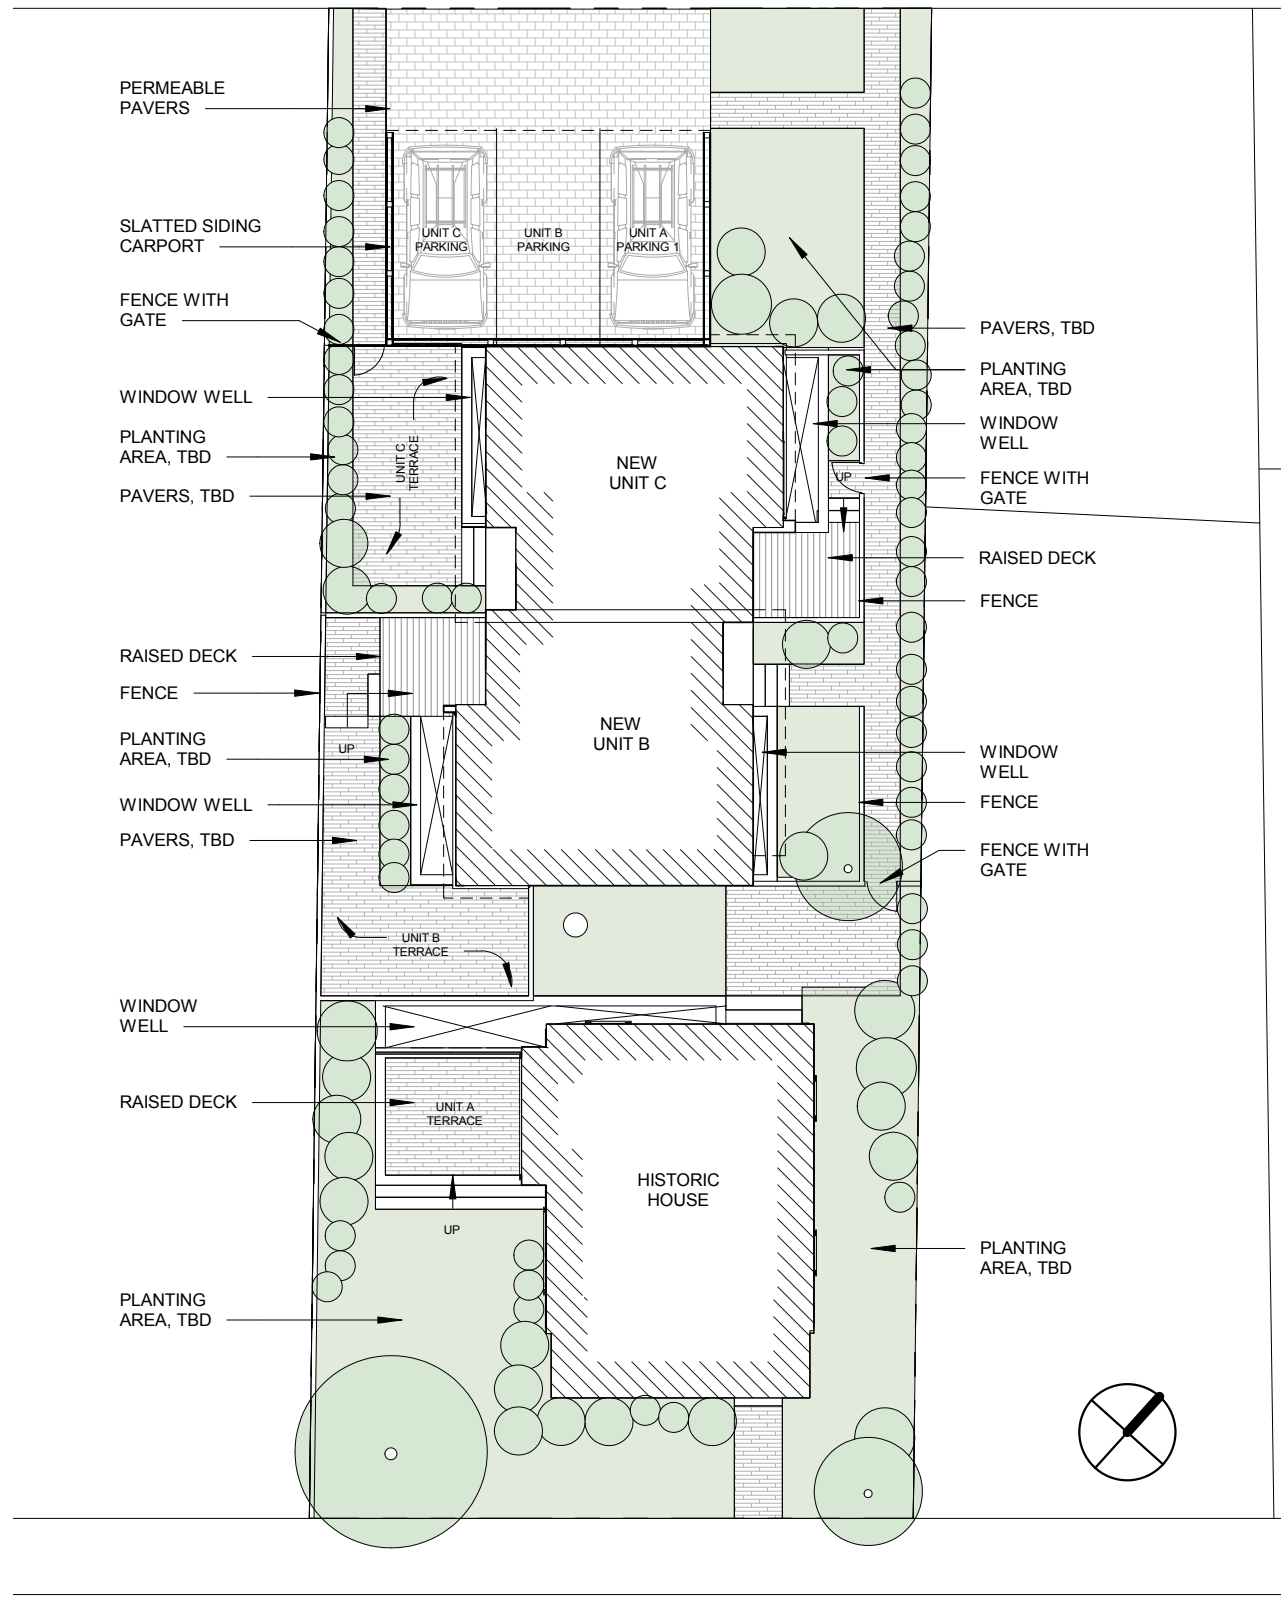 PERMEABLE
PAVERS
SLATTED SIDING
CARPORT
UNIT C
PARKING
UNIT B
PARKING
UNIT A
PARKING 1
FENCE WITH
GATE
PAVERS, TBD
WINDOW WELL
PLANTING
AREA, TBD
PLANTING
AREA, TBD
WINDOW
WELL
UNIT C
TERRACE
NEW
UNIT C
UP
FENCE WITH
GATE
PAVERS, TBD
RAISED DECK
FENCE
RAISED DECK
FENCE
NEW
UNIT B
UP
PLANTING
AREA, TBD
WINDOW
WELL
WINDOW WELL
FENCE
PAVERS, TBD
FENCE WITH
GATE
UNIT B
TERRACE
WINDOW
WELL
RAISED DECK
UNIT A
TERRACE
HISTORIC
HOUSE
UP
PLANTING
AREA, TBD
PLANTING
AREA, TBD